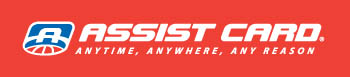 A ASSIST CARD®
ANYTIME, ANYWHERE, ANY REASON